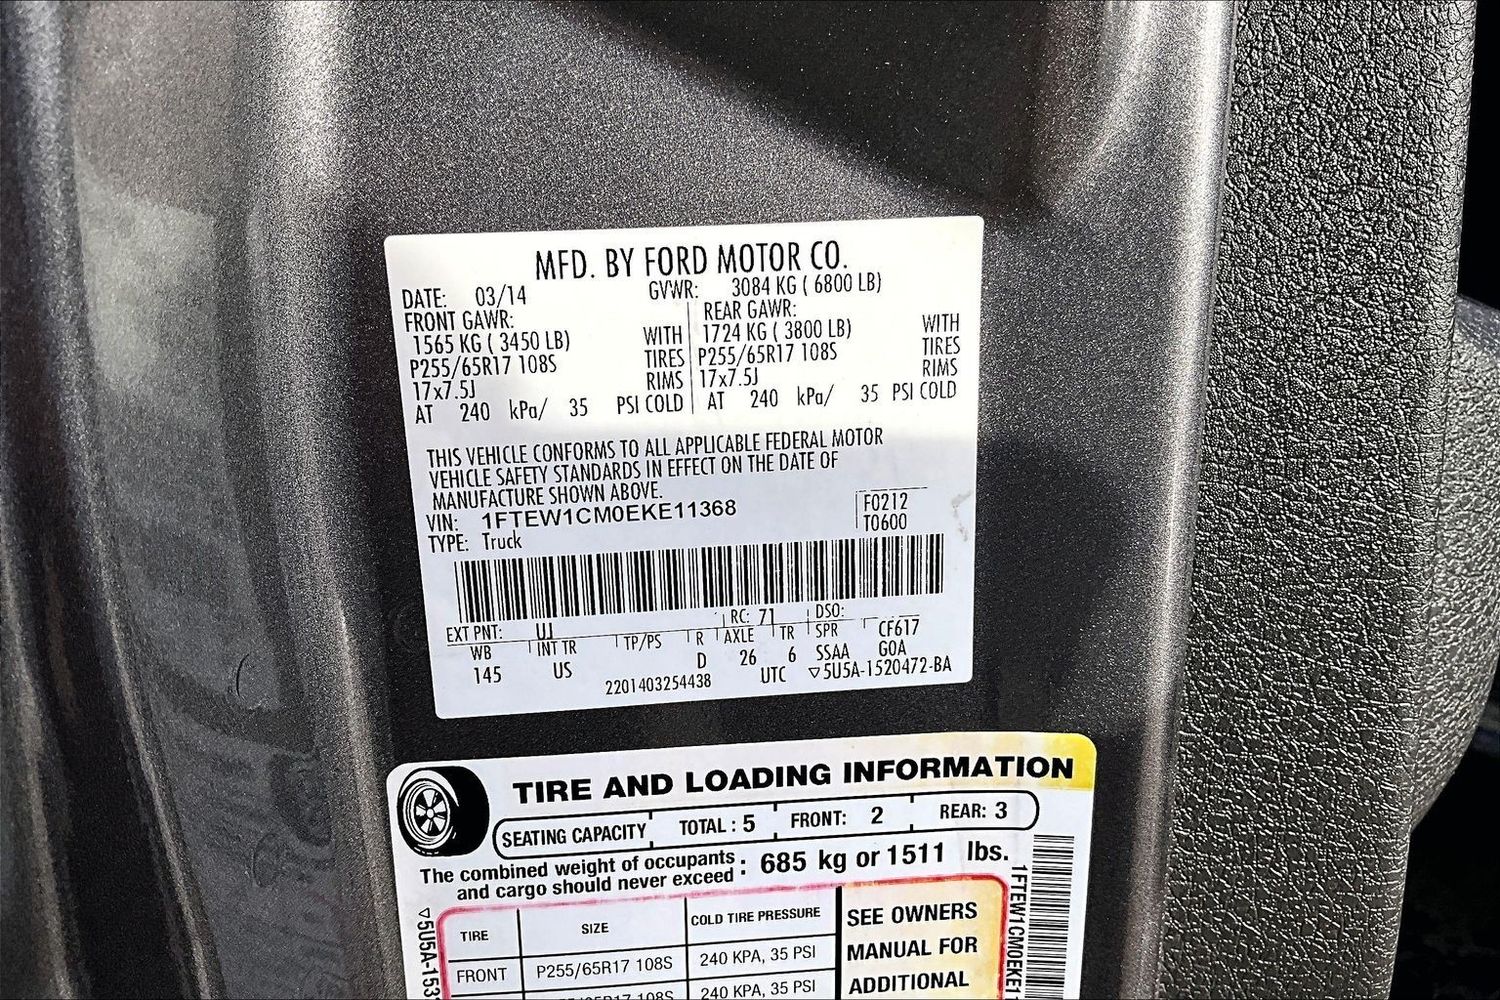 MFD. BY FORD MOTOR CO.
DATE: 03/14 GVWR: 3084 KG ( 6800 LB)
FRONT GAWR: REAR GAWR:
1565 KG ( 3450 LB) WITH 1724 KG ( 3800 LB) WITH
P255/65R17 108S TIRES P255/65R17 108S TIRES
17x7.5J RIMS 17x7.5J RIMS
AT 240 kPa/ 35 PSI COLD AT 240 kPa/ 35 PSI COLD
THIS VEHICLE CONFORMS TO ALL APPLICABLE FEDERAL MOTOR
VEHICLE SAFETY STANDARDS IN EFFECT ON THE DATE OF
MANUFACTURE SHOWN ABOVE.
VIN: 1FTEW1CM0EKE11368 F0212
TYPE: Truck T0600
EXT PNT: UJ RC: 71 DSO:
WB INT TR TP/PS R AXLE TR SPR CF617
145 US D 26 6 SSAA GOA
2201403254438 UTC ▽5U5A-1520472-BA
TIRE AND LOADING INFORMATION
SEATING CAPACITY TOTAL : 5 FRONT: 2 REAR: 3
The combined weight of occupants
and cargo should never exceed : 685 kg or 1511 lbs.
TIRE SIZE COLD TIRE PRESSURE SEE OWNERS
FRONT P255/65R17 108S 240 KPA, 35 PSI MANUAL FOR
240 KPA, 35 PSI ADDITIONAL
▽5U5A-153
1FTEW1CM0EKE11